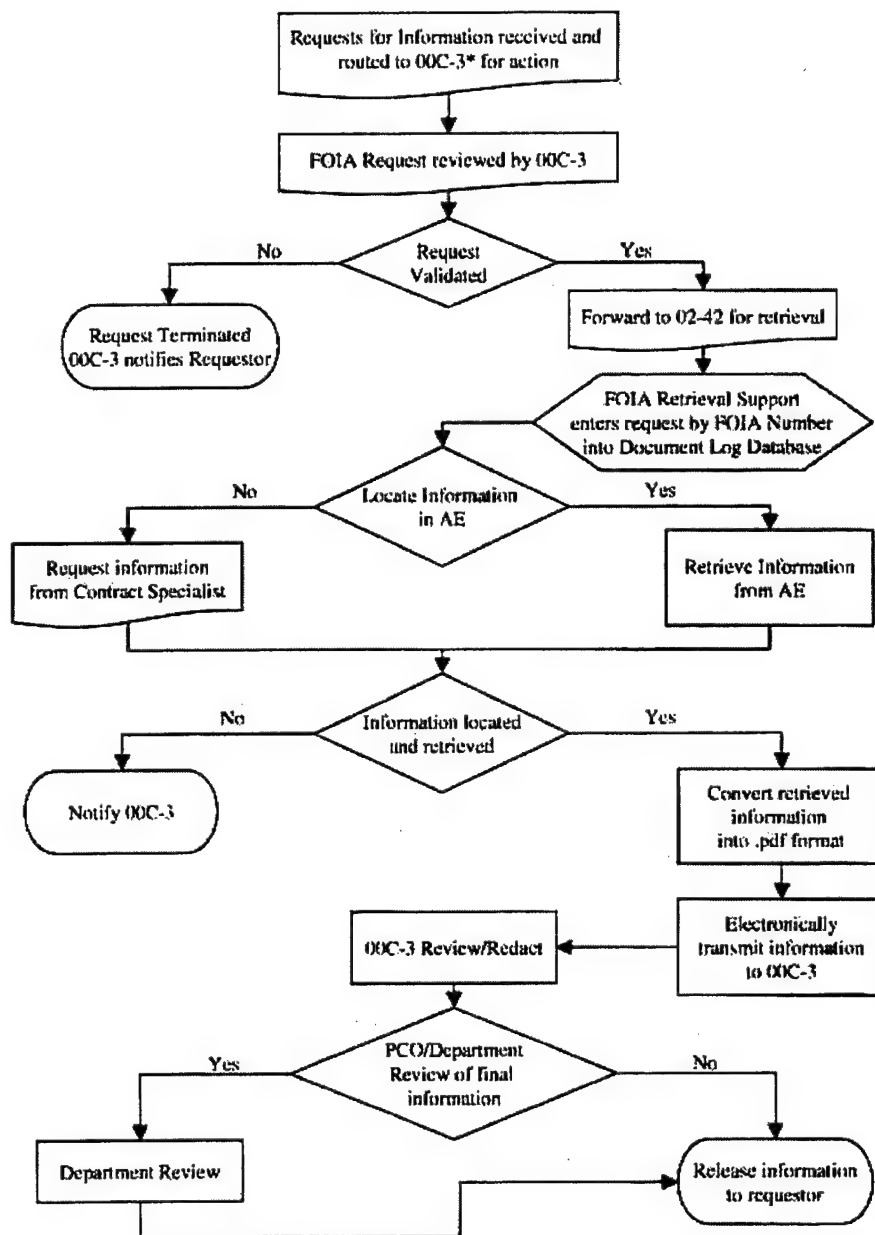 Requests for Information received and
routed to 00C-3* for action
FOIA Request reviewed by 00C-3
No
Request
Validated
Yes
Request Terminated
00C-3 notifies Requestor
Forward to 02-42 for retrieval
FOIA Retrieval Support
enters request by FOIA Number
into Document Log Database
No
Locate Information
in AE
Yes
Request information
from Contract Specialist
Retrieve Information
from AE
No
Information located
and retrieved
Yes
Notify 00C-3
Convert retrieved
information
into .pdf format
00C-3 Review/Redact
Electronically
transmit information
to 00C-3
Yes
PCO/Department
Review of final
information
No
Department Review
Release information
to requestor